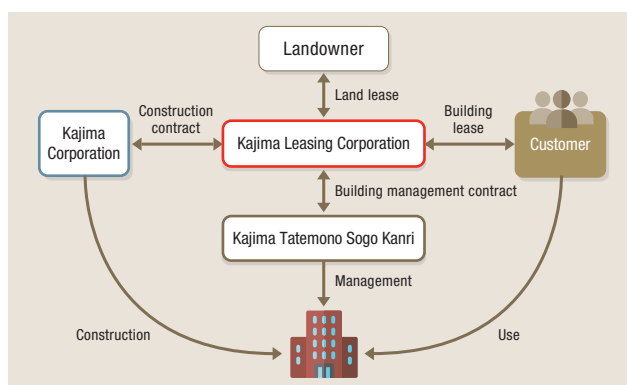 Landowner
Land lease
Construction
contract
Building
lease
Kajima
Corporation
Kajima Leasing Corporation
Customer
Building management contract
Kajima Tatemono Sogo Kanri
Management
Construction
Use